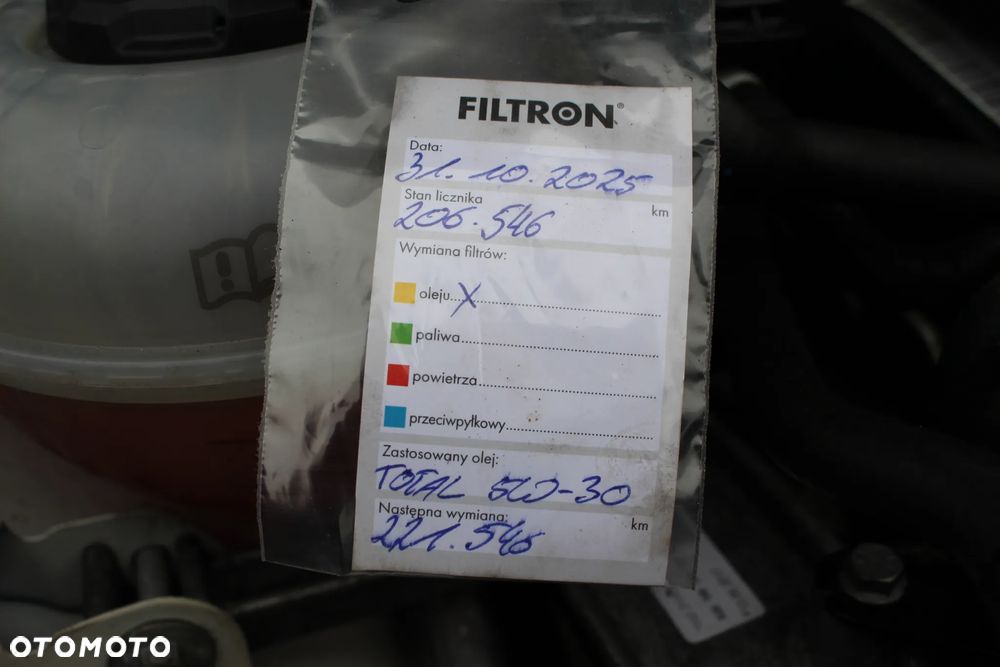 FILTRON®
Data:
31.10.2025
Stan licznika
206.546 km
Wymiana filtrów:
oleju X
paliwa
powietrza
przeciwpyłkowy
Zastosowany olej:
TOTAL 5W-30
Następna wymiana:
221.546 km
OTOMOTO